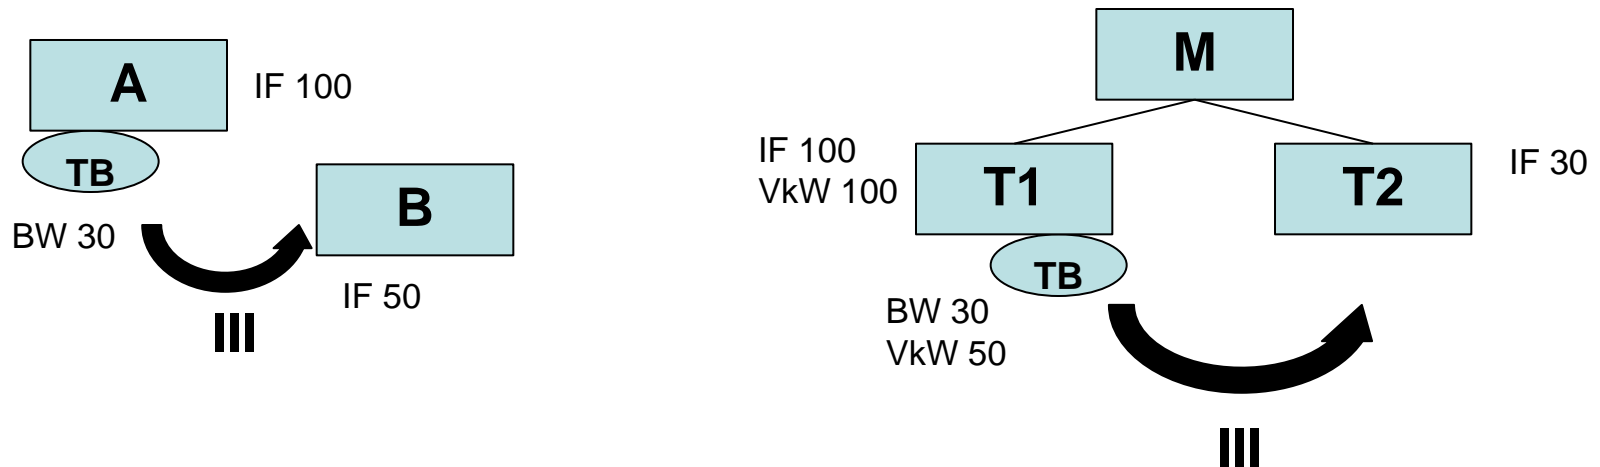 A
IF 100
TB
BW 30
B
IF 50
III
M
IF 100
VkW 100
T1
T2
IF 30
TB
BW 30
VkW 50
III